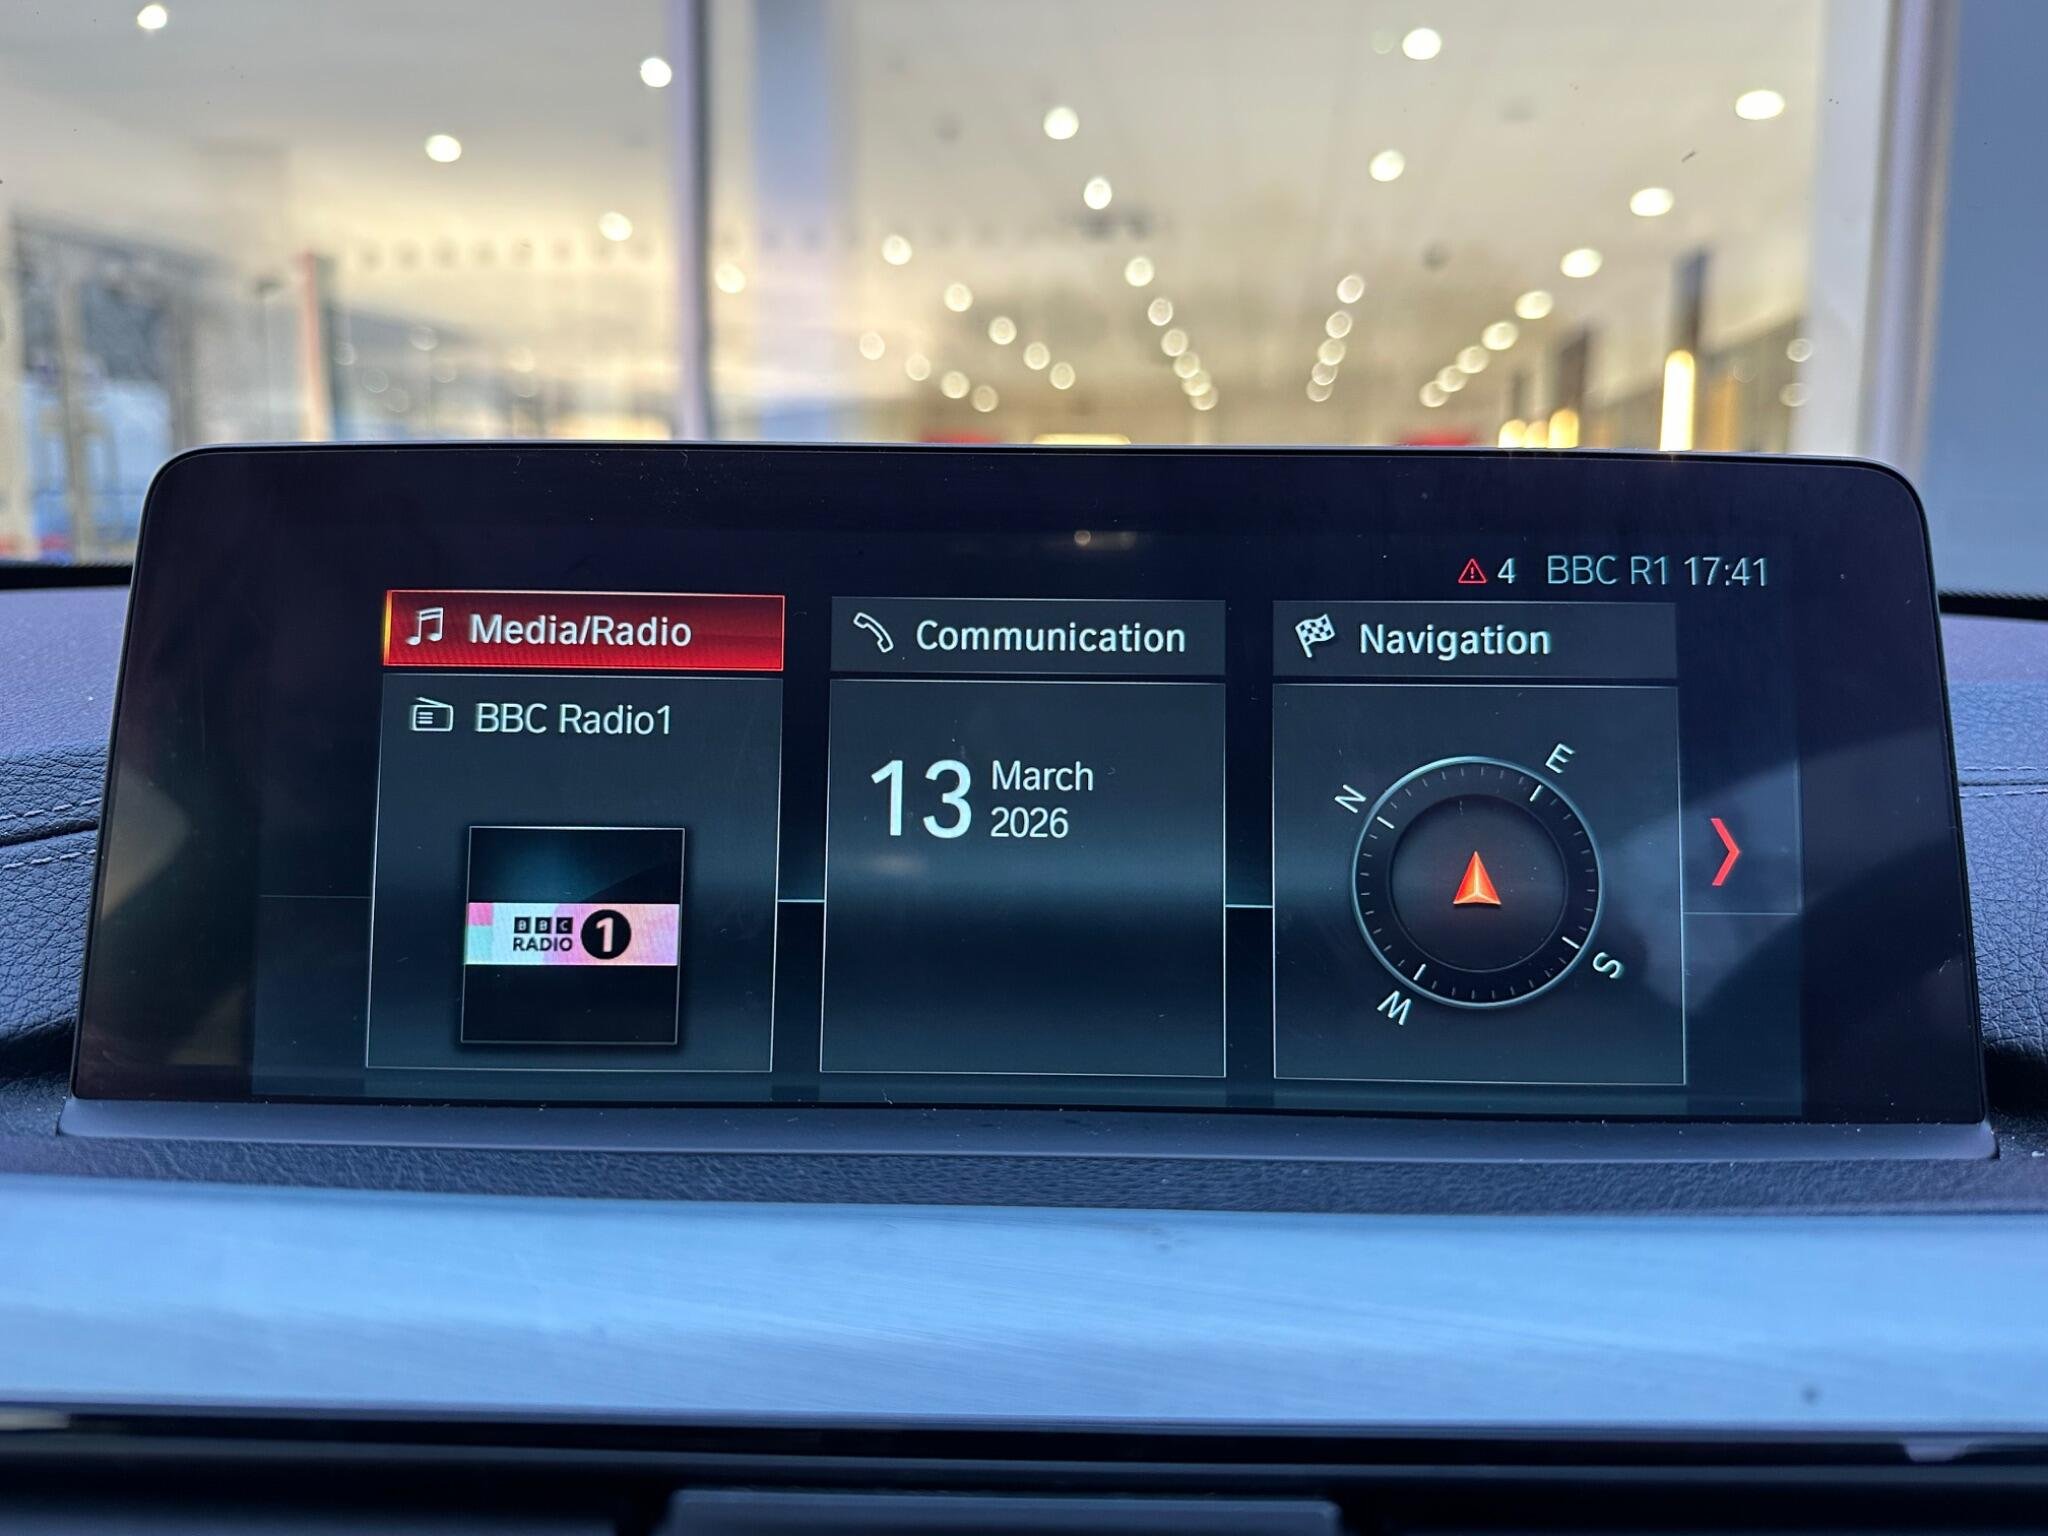 4 BBC R1 17:41
Media/Radio
Communication
Navigation
BBC Radio1
BBC
RADIO 1
13 March
2026
N
E
S
W